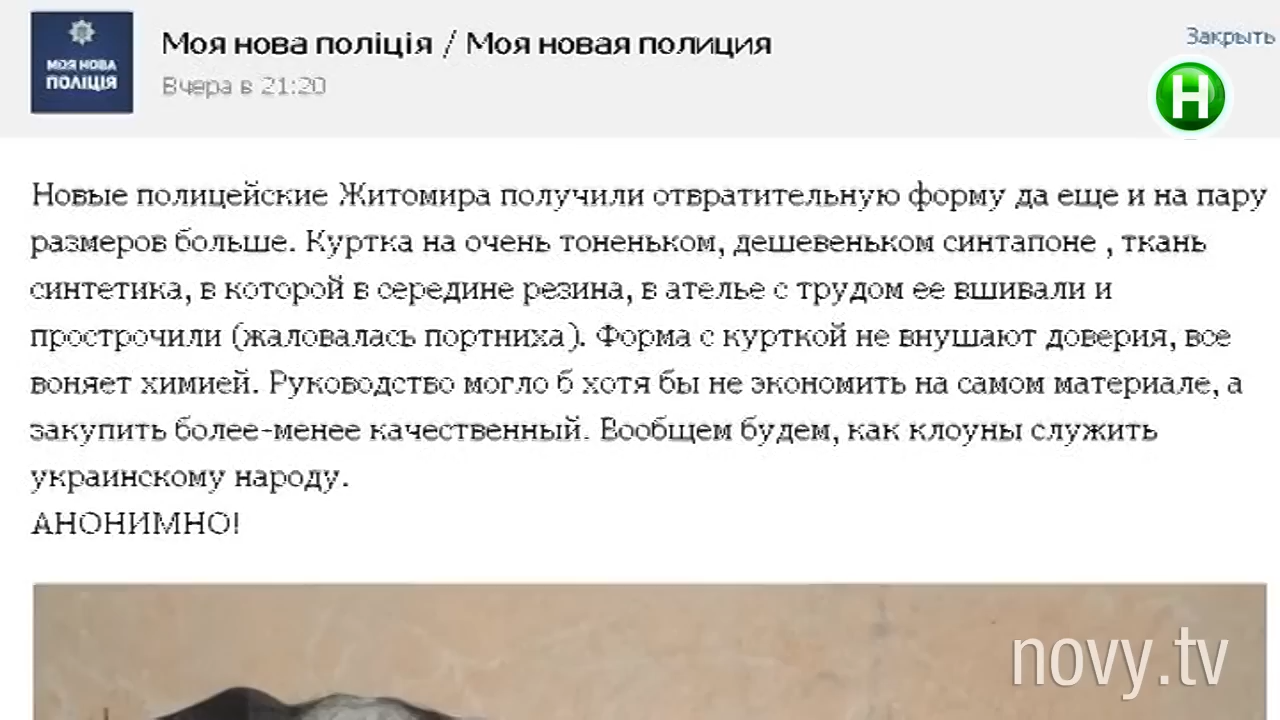 МОЯ НОВА
ПОЛІЦІЯ
Моя нова поліція / Моя новая полиция
Вчера в 21:20
Закрыть
Н
Новые полицейские Житомира получили отвратительную форму да еще и на пару
размеров больше. Куртка на очень тоненьком, дешевеньком синтапоне , ткань
синтетика, в которой в середине резина, в ателье с трудом ее вшивали и
прострочили (жаловалась портниха). Форма с курткой не внушают доверия, все
воняет химией. Руководство могло б хотя бы не экономить на самом материале, а
закупить более-менее качественный. Вообщем будем, как клоуны служить
украинскому народу.
АНОНИМНО!
novy.tv